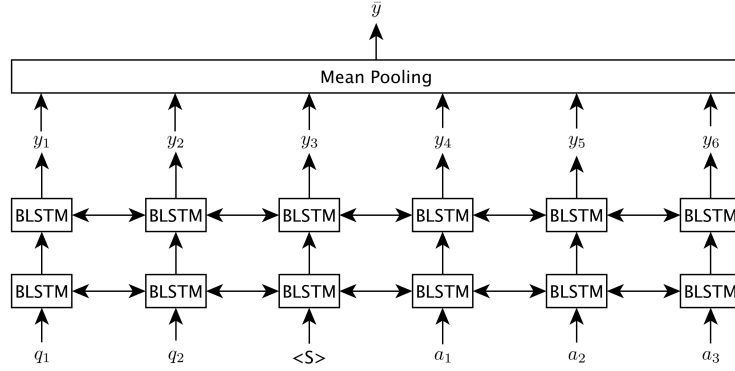 ȳ
Mean Pooling
y₁ y₂ y₃ y₄ y₅ y₆
BLSTM BLSTM BLSTM BLSTM BLSTM BLSTM
BLSTM BLSTM BLSTM BLSTM BLSTM BLSTM
q₁ q₂ <S> a₁ a₂ a₃